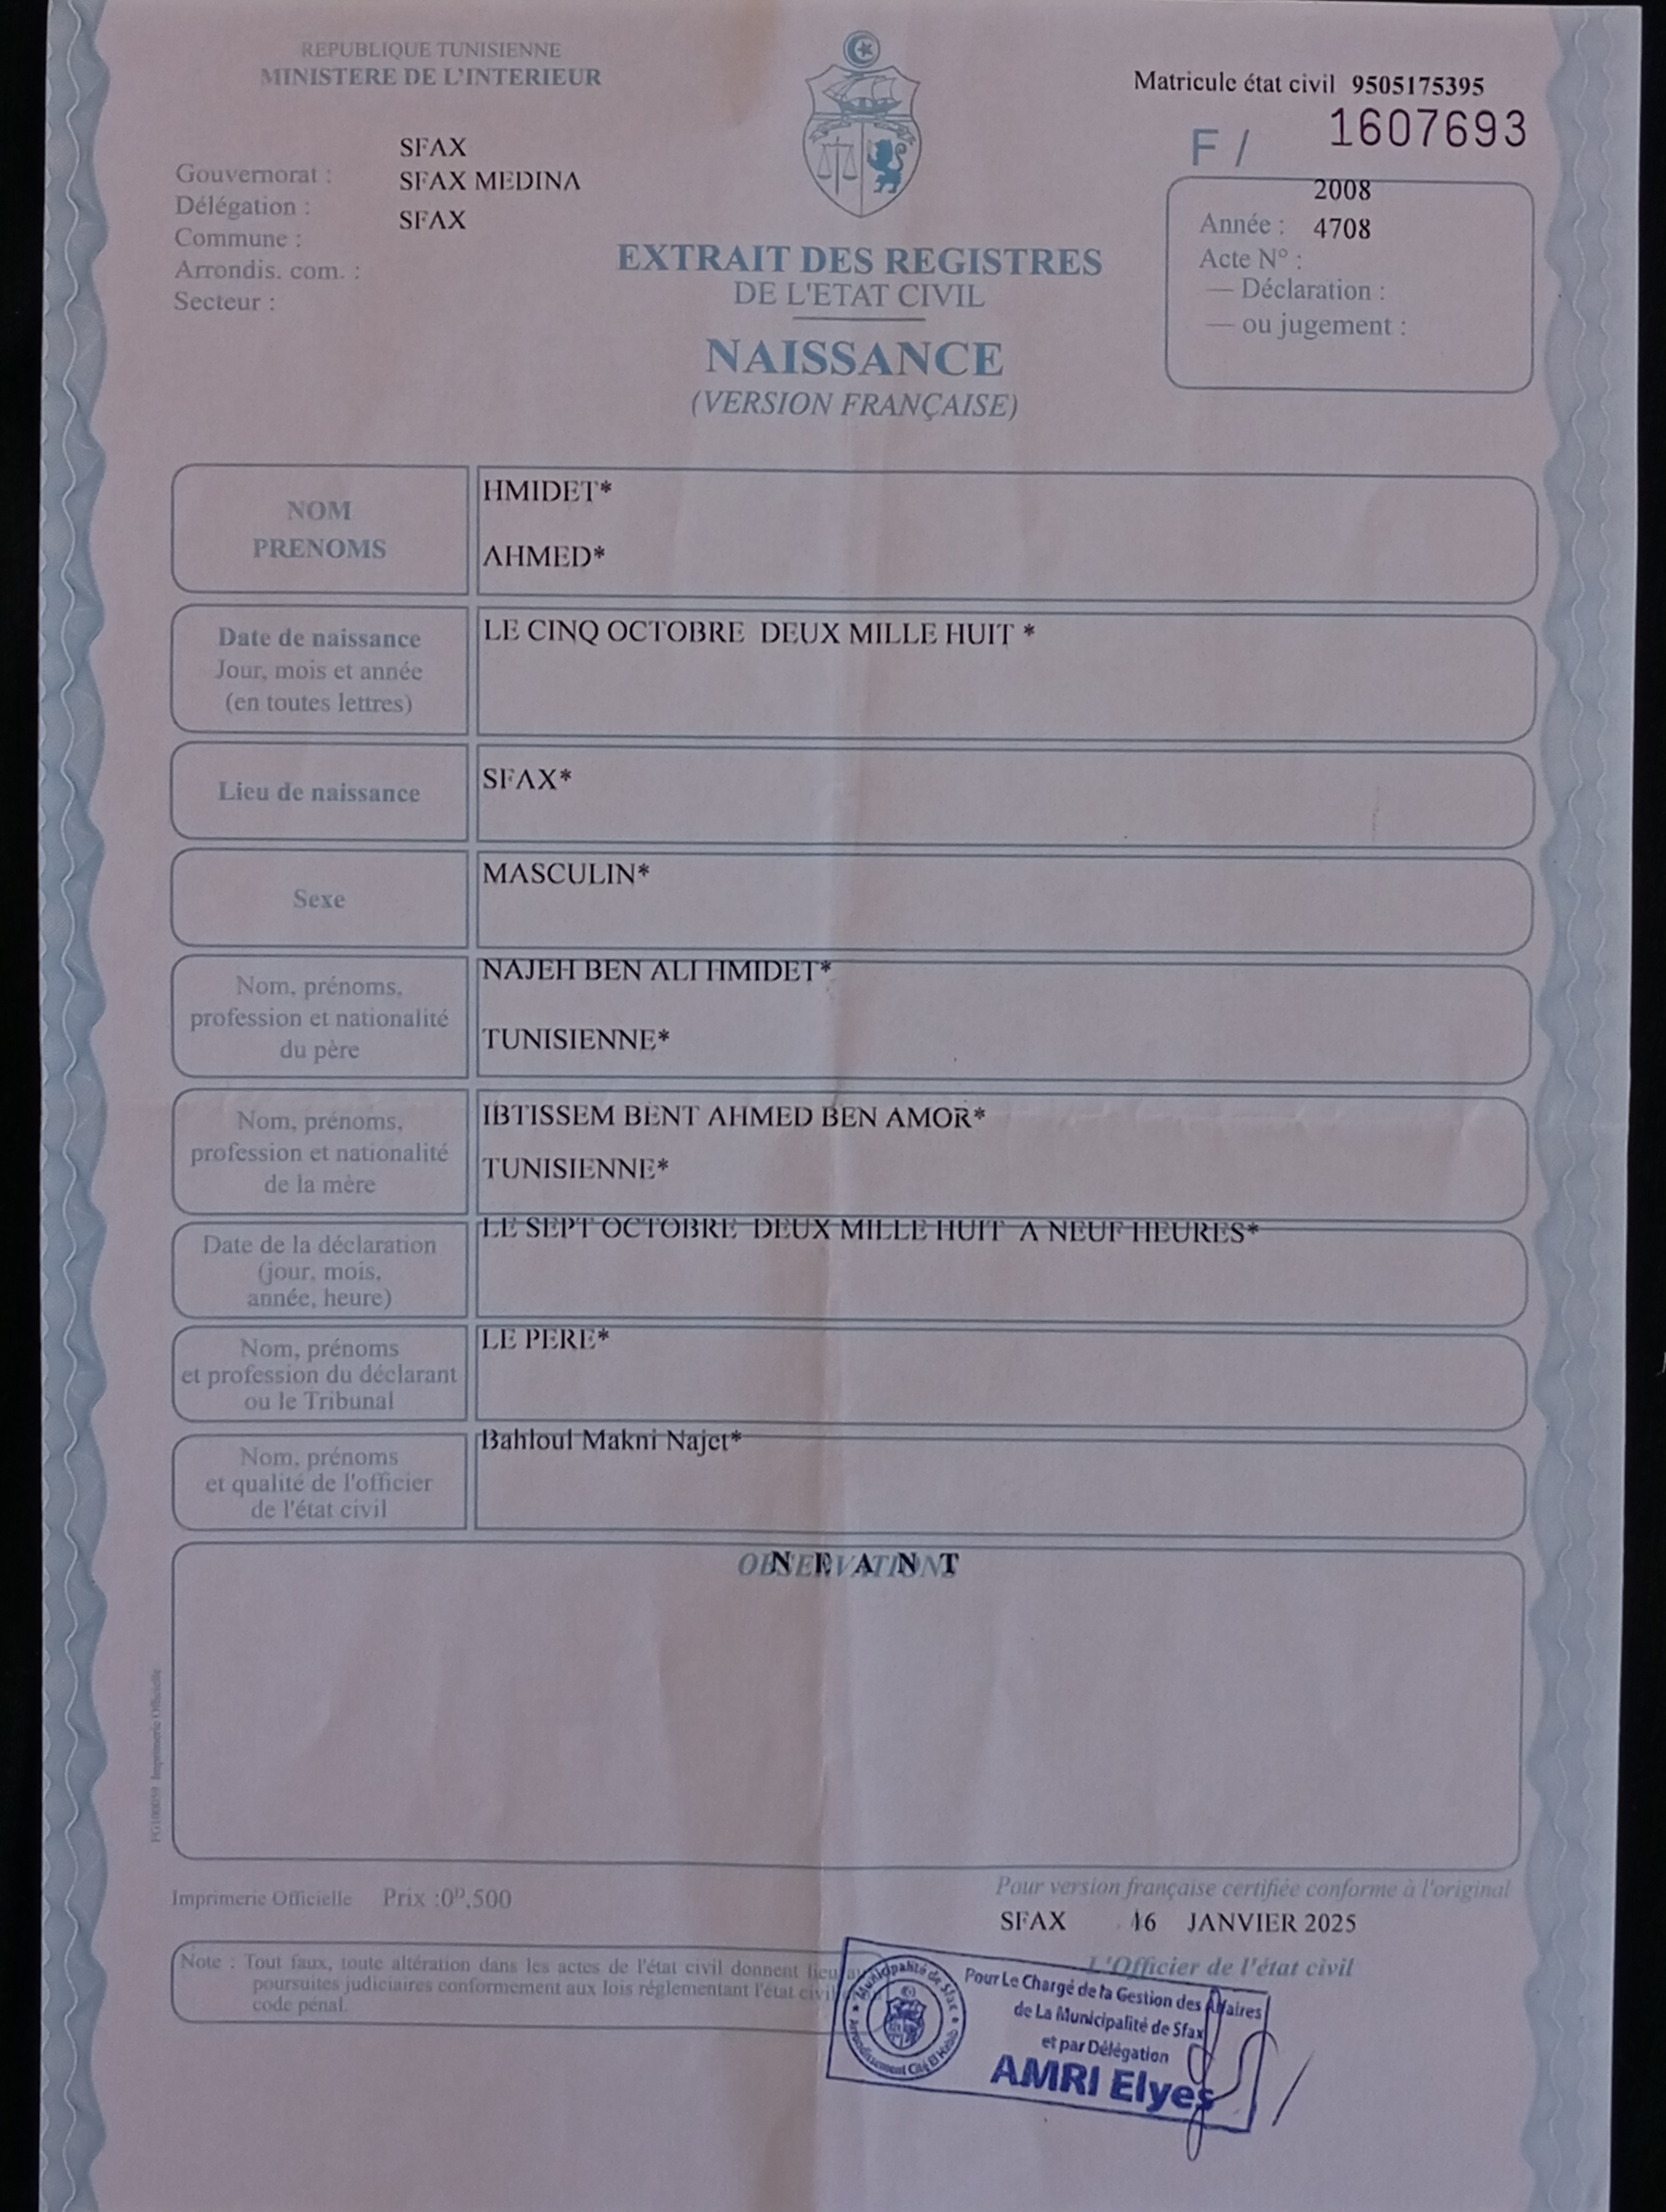 REPUBLIQUE TUNISIENNE
MINISTERE DE L'INTERIEUR
Matricule état civil 9505175395
F / 1607693
SFAX
Gouvernorat :
SFAX MEDINA
Délégation :
SFAX
Commune :
Arrondis. com. :
Secteur :
2008
Année :
4708
Acte N° :
— Déclaration :
— ou jugement :
EXTRAIT DES REGISTRES
DE L'ETAT CIVIL
NAISSANCE
(VERSION FRANÇAISE)
NOM
PRENOMS
HMIDET*
AHMED*
Date de naissance
Jour, mois et année
(en toutes lettres)
LE CINQ OCTOBRE DEUX MILLE HUIT *
Lieu de naissance
SFAX*
Sexe
MASCULIN*
Nom, prénoms,
profession et nationalité
du père
NAJEH BEN ALI HMIDET*
TUNISIENNE*
Nom, prénoms,
profession et nationalité
de la mère
IBTISSEM BENT AHMED BEN AMOR*
TUNISIENNE*
Date de la déclaration
(jour, mois,
année, heure)
LE SEPT OCTOBRE DEUX MILLE HUIT A NEUF HEURES*
Nom, prénoms
et profession du déclarant
ou le Tribunal
LE PERE*
Nom, prénoms
et qualité de l'officier
de l'état civil
Bahloul Makni Najet*
OBSERVATIONS
N E A N T
Imprimerie Officielle
Imprimerie Officielle Prix :0ᴰ,500
Pour version française certifiée conforme à l'original
SFAX 16 JANVIER 2025
L'Officier de l'état civil
Note : Tout faux, toute altération dans les actes de l'état civil donnent lieu
poursuites judiciaires conformement aux lois réglementant l'état civil
code pénal.
Municipalité de Sfax
Arrondissement Cité El Habib
Pour Le Chargé de la Gestion des Affaires
de La Municipalité de Sfax
et par Délégation
AMRI Elyes